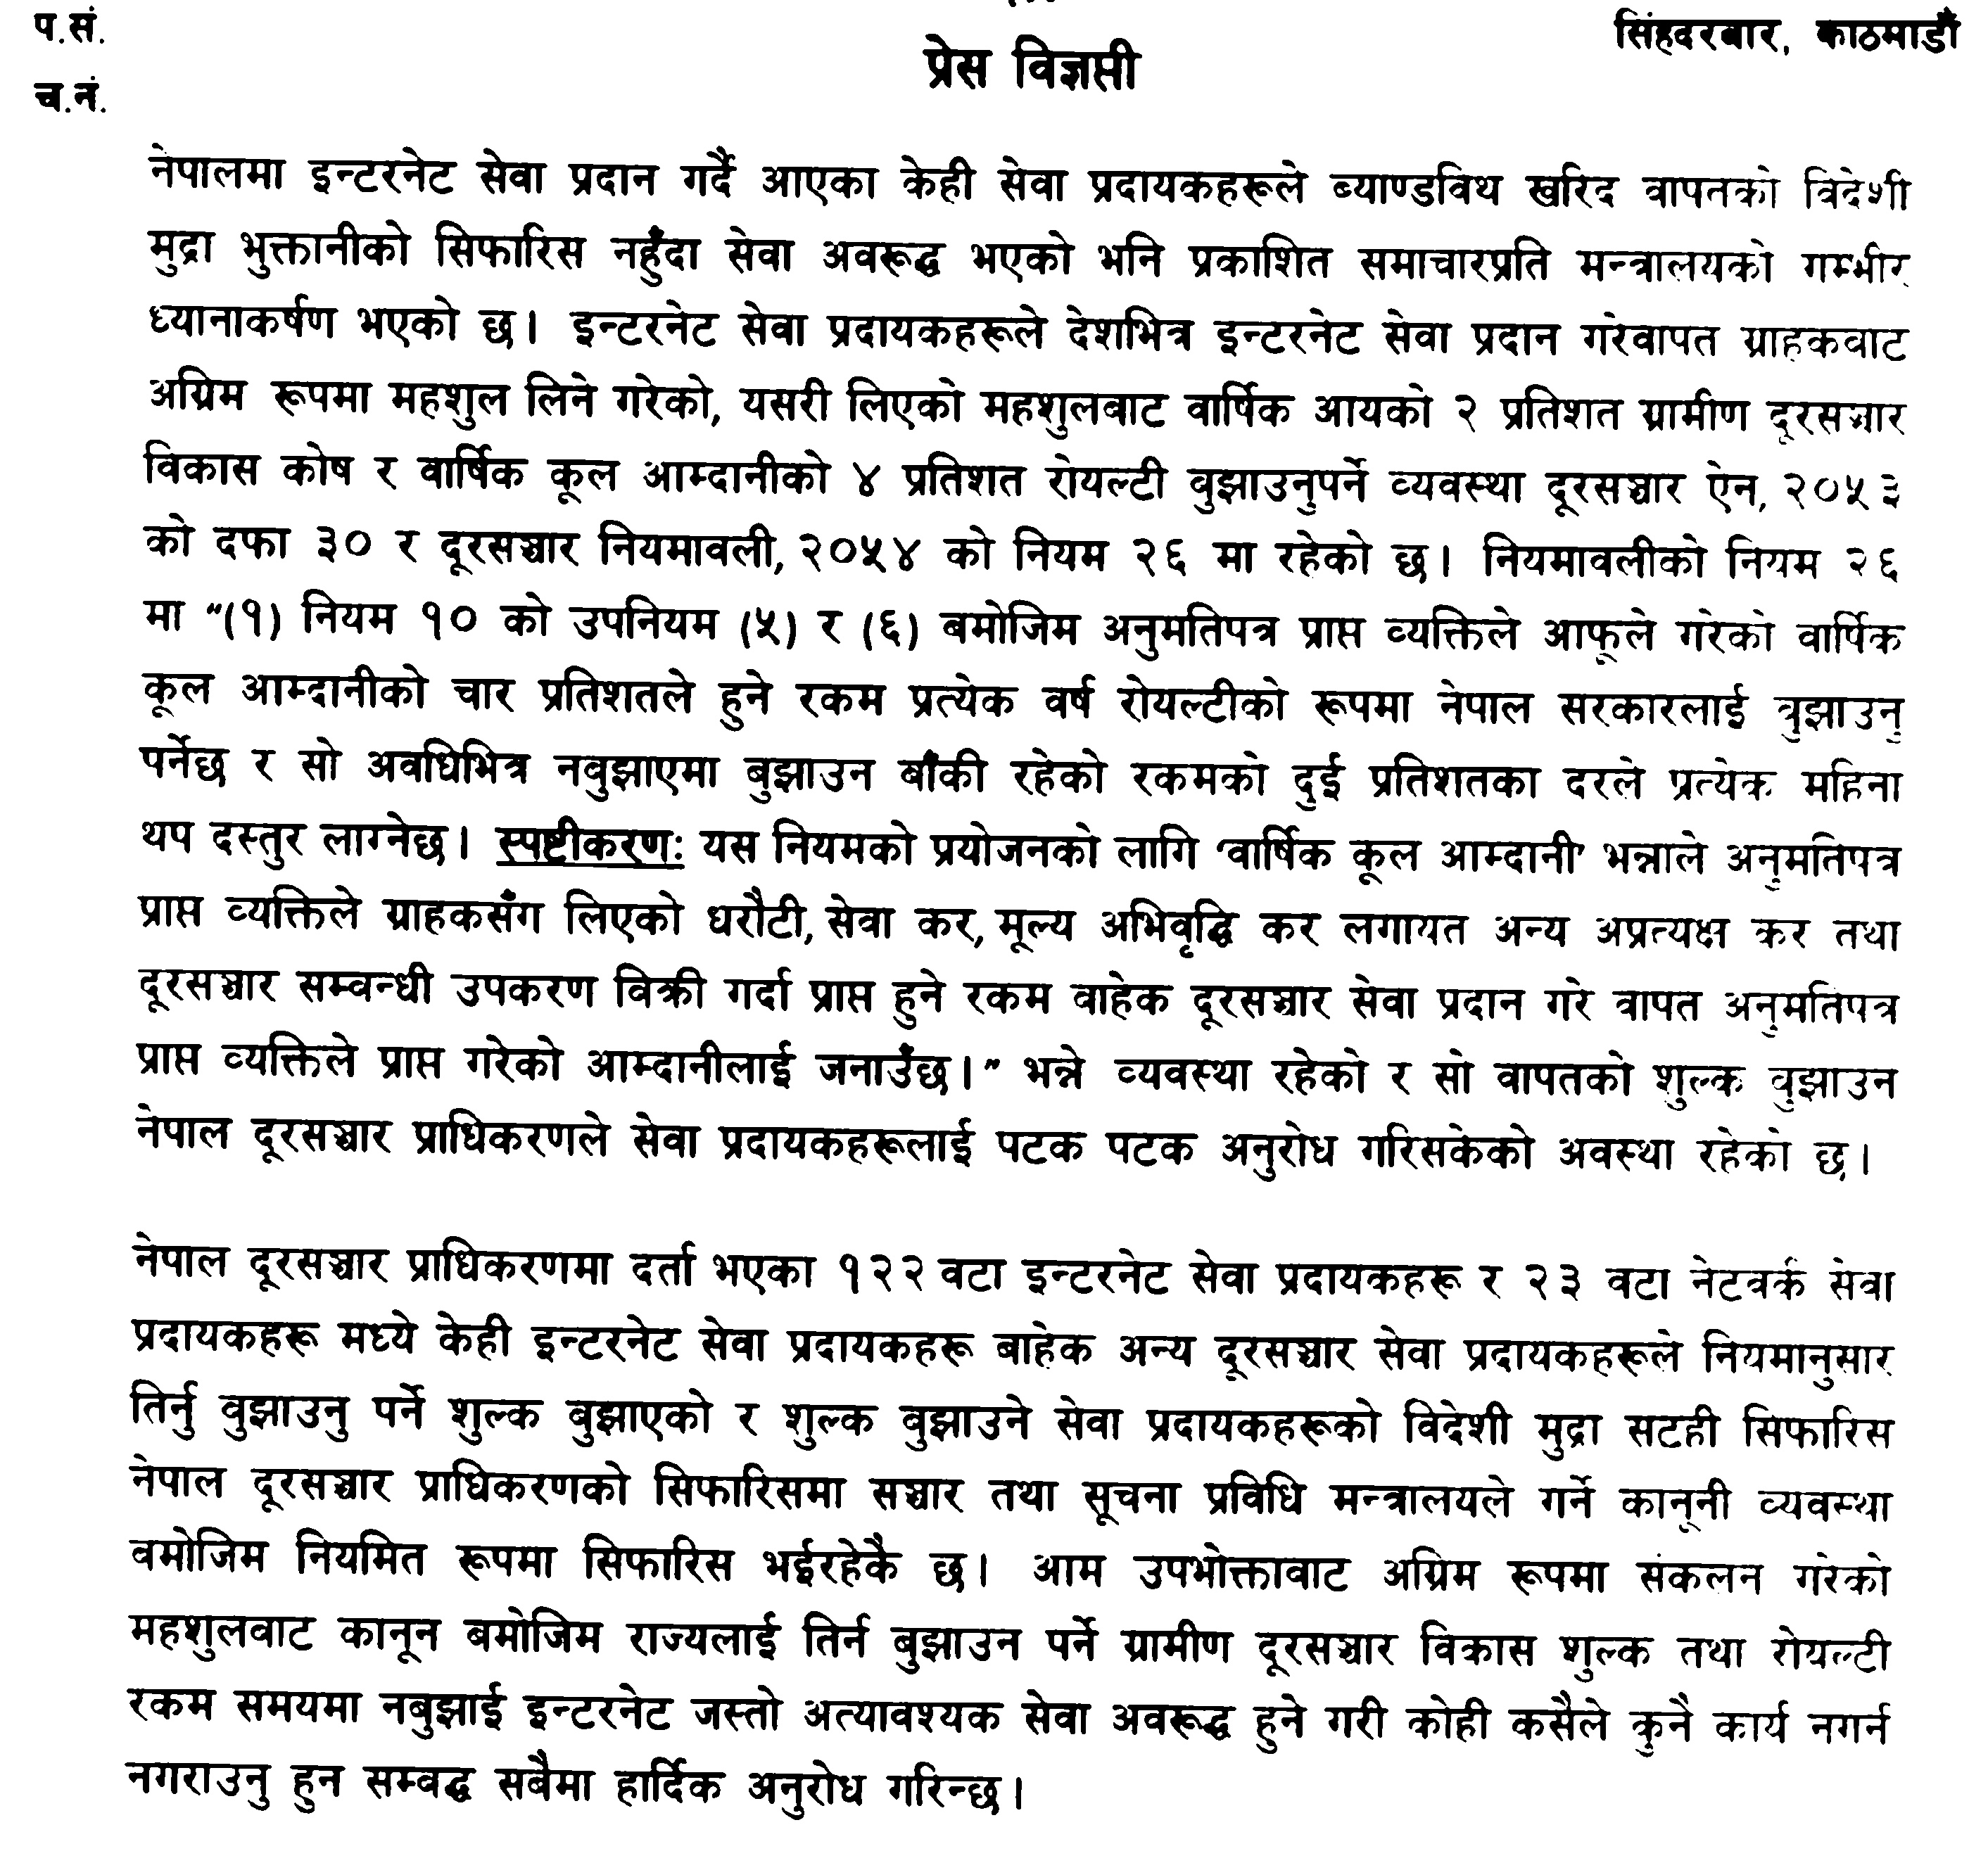 प.सं.
सिंहदरबार, काठमाडौँ
प्रेस विज्ञप्ती
च.नं.
नेपालमा इन्टरनेट सेवा प्रदान गर्दै आएका केही सेवा प्रदायकहरूले ब्याण्डविथ खरिद वापतको विदेशी
मुद्रा भुक्तानीको सिफारिस नहुँदा सेवा अवरूद्ध भएको भनि प्रकाशित समाचारप्रति मन्त्रालयको गम्भीर
ध्यानाकर्षण भएको छ। इन्टरनेट सेवा प्रदायकहरूले देशभित्र इन्टरनेट सेवा प्रदान गरेवापत ग्राहकबाट
अग्रिम रूपमा महशुल लिने गरेको, यसरी लिएको महशुलबाट वार्षिक आयको २ प्रतिशत ग्रामीण दूरसञ्चार
विकास कोष र वार्षिक कूल आम्दानीको ४ प्रतिशत रोयल्टी बुझाउनुपर्ने व्यवस्था दूरसञ्चार ऐन, २०५३
को दफा ३० र दूरसञ्चार नियमावली, २०५४ को नियम २६ मा रहेको छ। नियमावलीको नियम २६
मा "(१) नियम १० को उपनियम (५) र (६) बमोजिम अनुमतिपत्र प्राप्त व्यक्तिले आफूले गरेको वार्षिक
कूल आम्दानीको चार प्रतिशतले हुने रकम प्रत्येक वर्ष रोयल्टीको रूपमा नेपाल सरकारलाई बुझाउनु
पर्नेछ र सो अवधिभित्र नबुझाएमा बुझाउन बाँकी रहेको रकमको दुई प्रतिशतका दरले प्रत्येक महिना
थप दस्तुर लाग्नेछ। स्पष्टीकरण: यस नियमको प्रयोजनको लागि 'वार्षिक कूल आम्दानी' भन्नाले अनुमतिपत्र
प्राप्त व्यक्तिले ग्राहकसँग लिएको धरौटी, सेवा कर, मूल्य अभिवृद्धि कर लगायत अन्य अप्रत्यक्ष कर तथा
दूरसञ्चार सम्बन्धी उपकरण विक्री गर्दा प्राप्त हुने रकम बाहेक दूरसञ्चार सेवा प्रदान गरे वापत अनुमतिपत्र
प्राप्त व्यक्तिले प्राप्त गरेको आम्दानीलाई जनाउँछ।" भन्ने व्यवस्था रहेको र सो वापतको शुल्क बुझाउन
नेपाल दूरसञ्चार प्राधिकरणले सेवा प्रदायकहरूलाई पटक पटक अनुरोध गरिसकेको अवस्था रहेको छ।
नेपाल दूरसञ्चार प्राधिकरणमा दर्ता भएका १२२ वटा इन्टरनेट सेवा प्रदायकहरू र २३ वटा नेटवर्क सेवा
प्रदायकहरू मध्ये केही इन्टरनेट सेवा प्रदायकहरू बाहेक अन्य दूरसञ्चार सेवा प्रदायकहरूले नियमानुसार
तिर्नु बुझाउनु पर्ने शुल्क बुझाएको र शुल्क बुझाउने सेवा प्रदायकहरूको विदेशी मुद्रा सटही सिफारिस
नेपाल दूरसञ्चार प्राधिकरणको सिफारिसमा सञ्चार तथा सूचना प्रविधि मन्त्रालयले गर्ने कानूनी व्यवस्था
बमोजिम नियमित रूपमा सिफारिस भईरहेकै छ। आम उपभोक्ताबाट अग्रिम रूपमा संकलन गरेको
महशुलबाट कानून बमोजिम राज्यलाई तिर्न बुझाउन पर्ने ग्रामीण दूरसञ्चार विकास शुल्क तथा रोयल्टी
रकम समयमा नबुझाई इन्टरनेट जस्तो अत्यावश्यक सेवा अवरूद्ध हुने गरी कोही कसैले कुनै कार्य नगर्न
नगराउनु हुन सम्बद्ध सबैमा हार्दिक अनुरोध गरिन्छ।